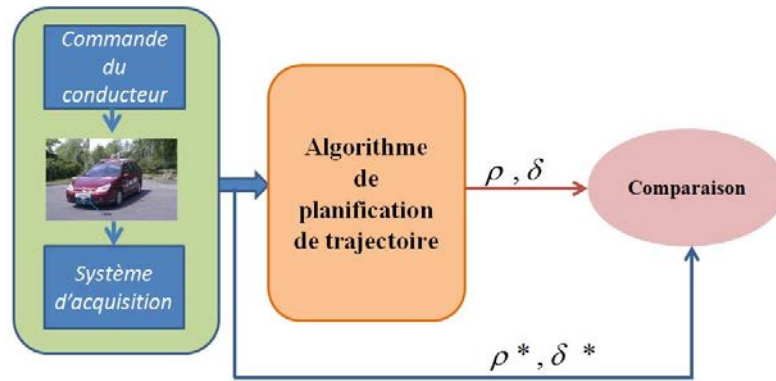 Commande
du
conducteur
Système
d'acquisition
Algorithme
de
planification
de trajectoire
ρ , δ
Comparaison
ρ * , δ *